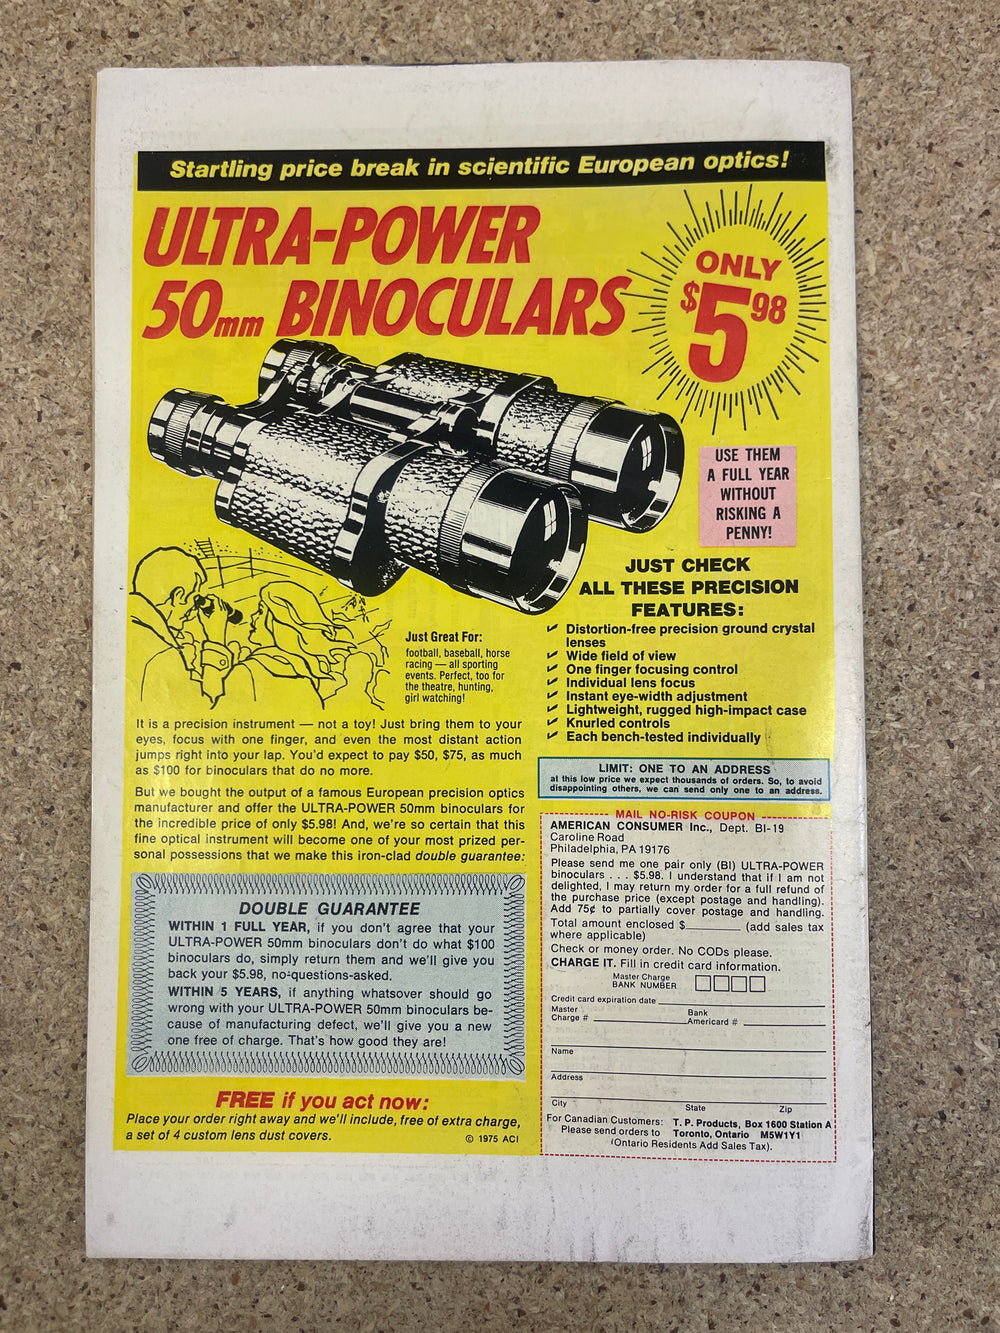 Startling price break in scientific European optics!
ULTRA-POWER
50mm BINOCULARS
ONLY
$5.98
USE THEM
A FULL YEAR
WITHOUT
RISKING A
PENNY!
JUST CHECK
ALL THESE PRECISION
FEATURES:
Distortion-free precision ground crystal
lenses
Wide field of view
One finger focusing control
Individual lens focus
Instant eye-width adjustment
Lightweight, rugged high-impact case
Knurled controls
Each bench-tested individually
Just Great For:
football, baseball, horse
racing — all sporting
events. Perfect, too for
the theatre, hunting,
girl watching!
It is a precision instrument — not a toy! Just bring them to your
eyes, focus with one finger, and even the most distant action
jumps right into your lap. You'd expect to pay $50, $75, as much
as $100 for binoculars that do no more.
But we bought the output of a famous European precision optics
manufacturer and offer the ULTRA-POWER 50mm binoculars for
the incredible price of only $5.98! And, we're so certain that this
fine optical instrument will become one of your most prized per-
sonal possessions that we make this iron-clad double guarantee:
DOUBLE GUARANTEE
WITHIN 1 FULL YEAR, if you don't agree that your
ULTRA-POWER 50mm binoculars don't do what $100
binoculars do, simply return them and we'll give you
back your $5.98, no-questions-asked.
WITHIN 5 YEARS, if anything whatsoever should go
wrong with your ULTRA-POWER 50mm binoculars be-
cause of manufacturing defect, we'll give you a new
one free of charge. That's how good they are!
FREE if you act now:
Place your order right away and we'll include, free of extra charge,
a set of 4 custom lens dust covers.
© 1975 ACI
LIMIT: ONE TO AN ADDRESS
at this low price we expect thousands of orders. So, to avoid
disappointing others, we can send only one to an address.
MAIL NO-RISK COUPON
AMERICAN CONSUMER Inc., Dept. BI-19
Caroline Road
Philadelphia, PA 19176
Please send me one pair only (BI) ULTRA-POWER
binoculars . . . $5.98. I understand that if I am not
delighted, I may return my order for a full refund of
the purchase price (except postage and handling).
Add 75¢ to partially cover postage and handling.
Total amount enclosed $________ (add sales tax
where applicable)
Check or money order. No CODs please.
CHARGE IT. Fill in credit card information.
Master Charge
BANK NUMBER
Credit card expiration date
Master
Charge #
Bank
Americard #
Name
Address
City State Zip
For Canadian Customers: T. P. Products, Box 1600 Station A
Please send orders to Toronto, Ontario M5W1Y1
(Ontario Residents Add Sales Tax).